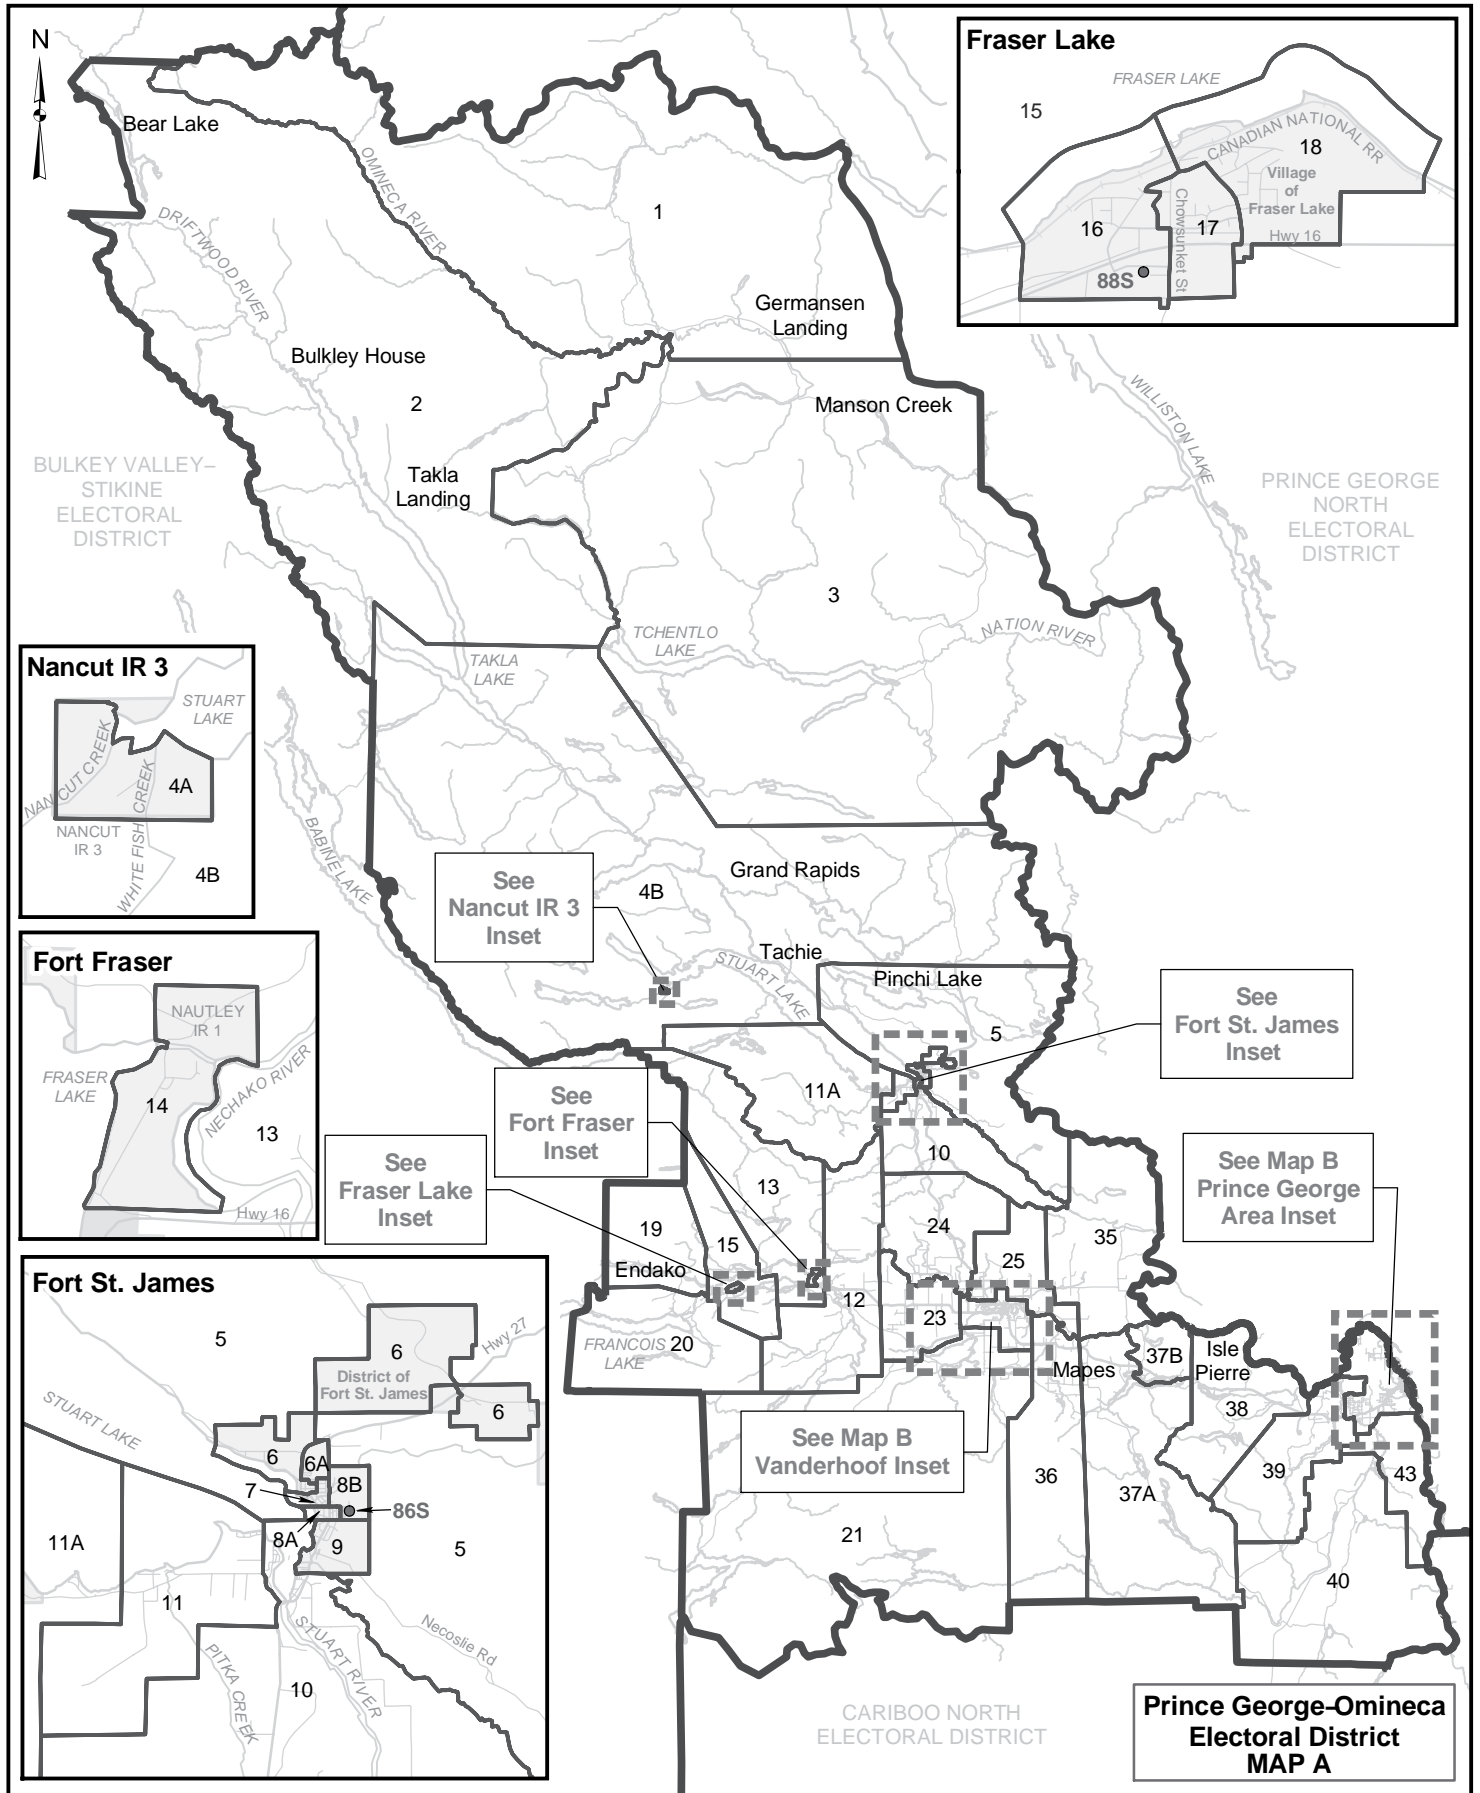 N
Bear Lake
OMINECA RIVER
DRIFTWOOD RIVER
1
Germansen
Landing
Bulkley House
2
Manson Creek
Takla
Landing
BULKEY VALLEY–
STIKINE
ELECTORAL
DISTRICT
WILLISTON LAKE
PRINCE GEORGE
NORTH
ELECTORAL
DISTRICT
3
TCHENTLO
LAKE
NATION RIVER
TAKLA
LAKE
BABINE LAKE
Grand Rapids
4B
See
Nancut IR 3
Inset
Tachie
STUART LAKE
Pinchi Lake
5
See
Fort St. James
Inset
11A
See
Fort Fraser
Inset
10
See
Fraser Lake
Inset
13
See Map B
Prince George
Area Inset
19
15
24
35
Endako
25
12
23
FRANCOIS
LAKE
20
Mapes
37B
Isle
Pierre
38
See Map B
Vanderhoof Inset
36
37A
39
43
21
40
CARIBOO NORTH
ELECTORAL DISTRICT
Fraser Lake
FRASER LAKE
15
CANADIAN NATIONAL RR
18
Village
of
Fraser Lake
16
Chowsunket St
17
Hwy 16
88S
Nancut IR 3
STUART
LAKE
NANCUT CREEK
WHITE FISH CREEK
4A
NANCUT
IR 3
4B
Fort Fraser
NAUTLEY
IR 1
FRASER
LAKE
NECHAKO RIVER
14
13
Hwy 16
Fort St. James
5
6
Hwy 27
District of
Fort St. James
STUART LAKE
6
6
6A
8B
7
86S
8A
9
5
11A
11
STUART RIVER
Necoslie Rd
PITKA CREEK
10
Prince George–Omineca
Electoral District
MAP A